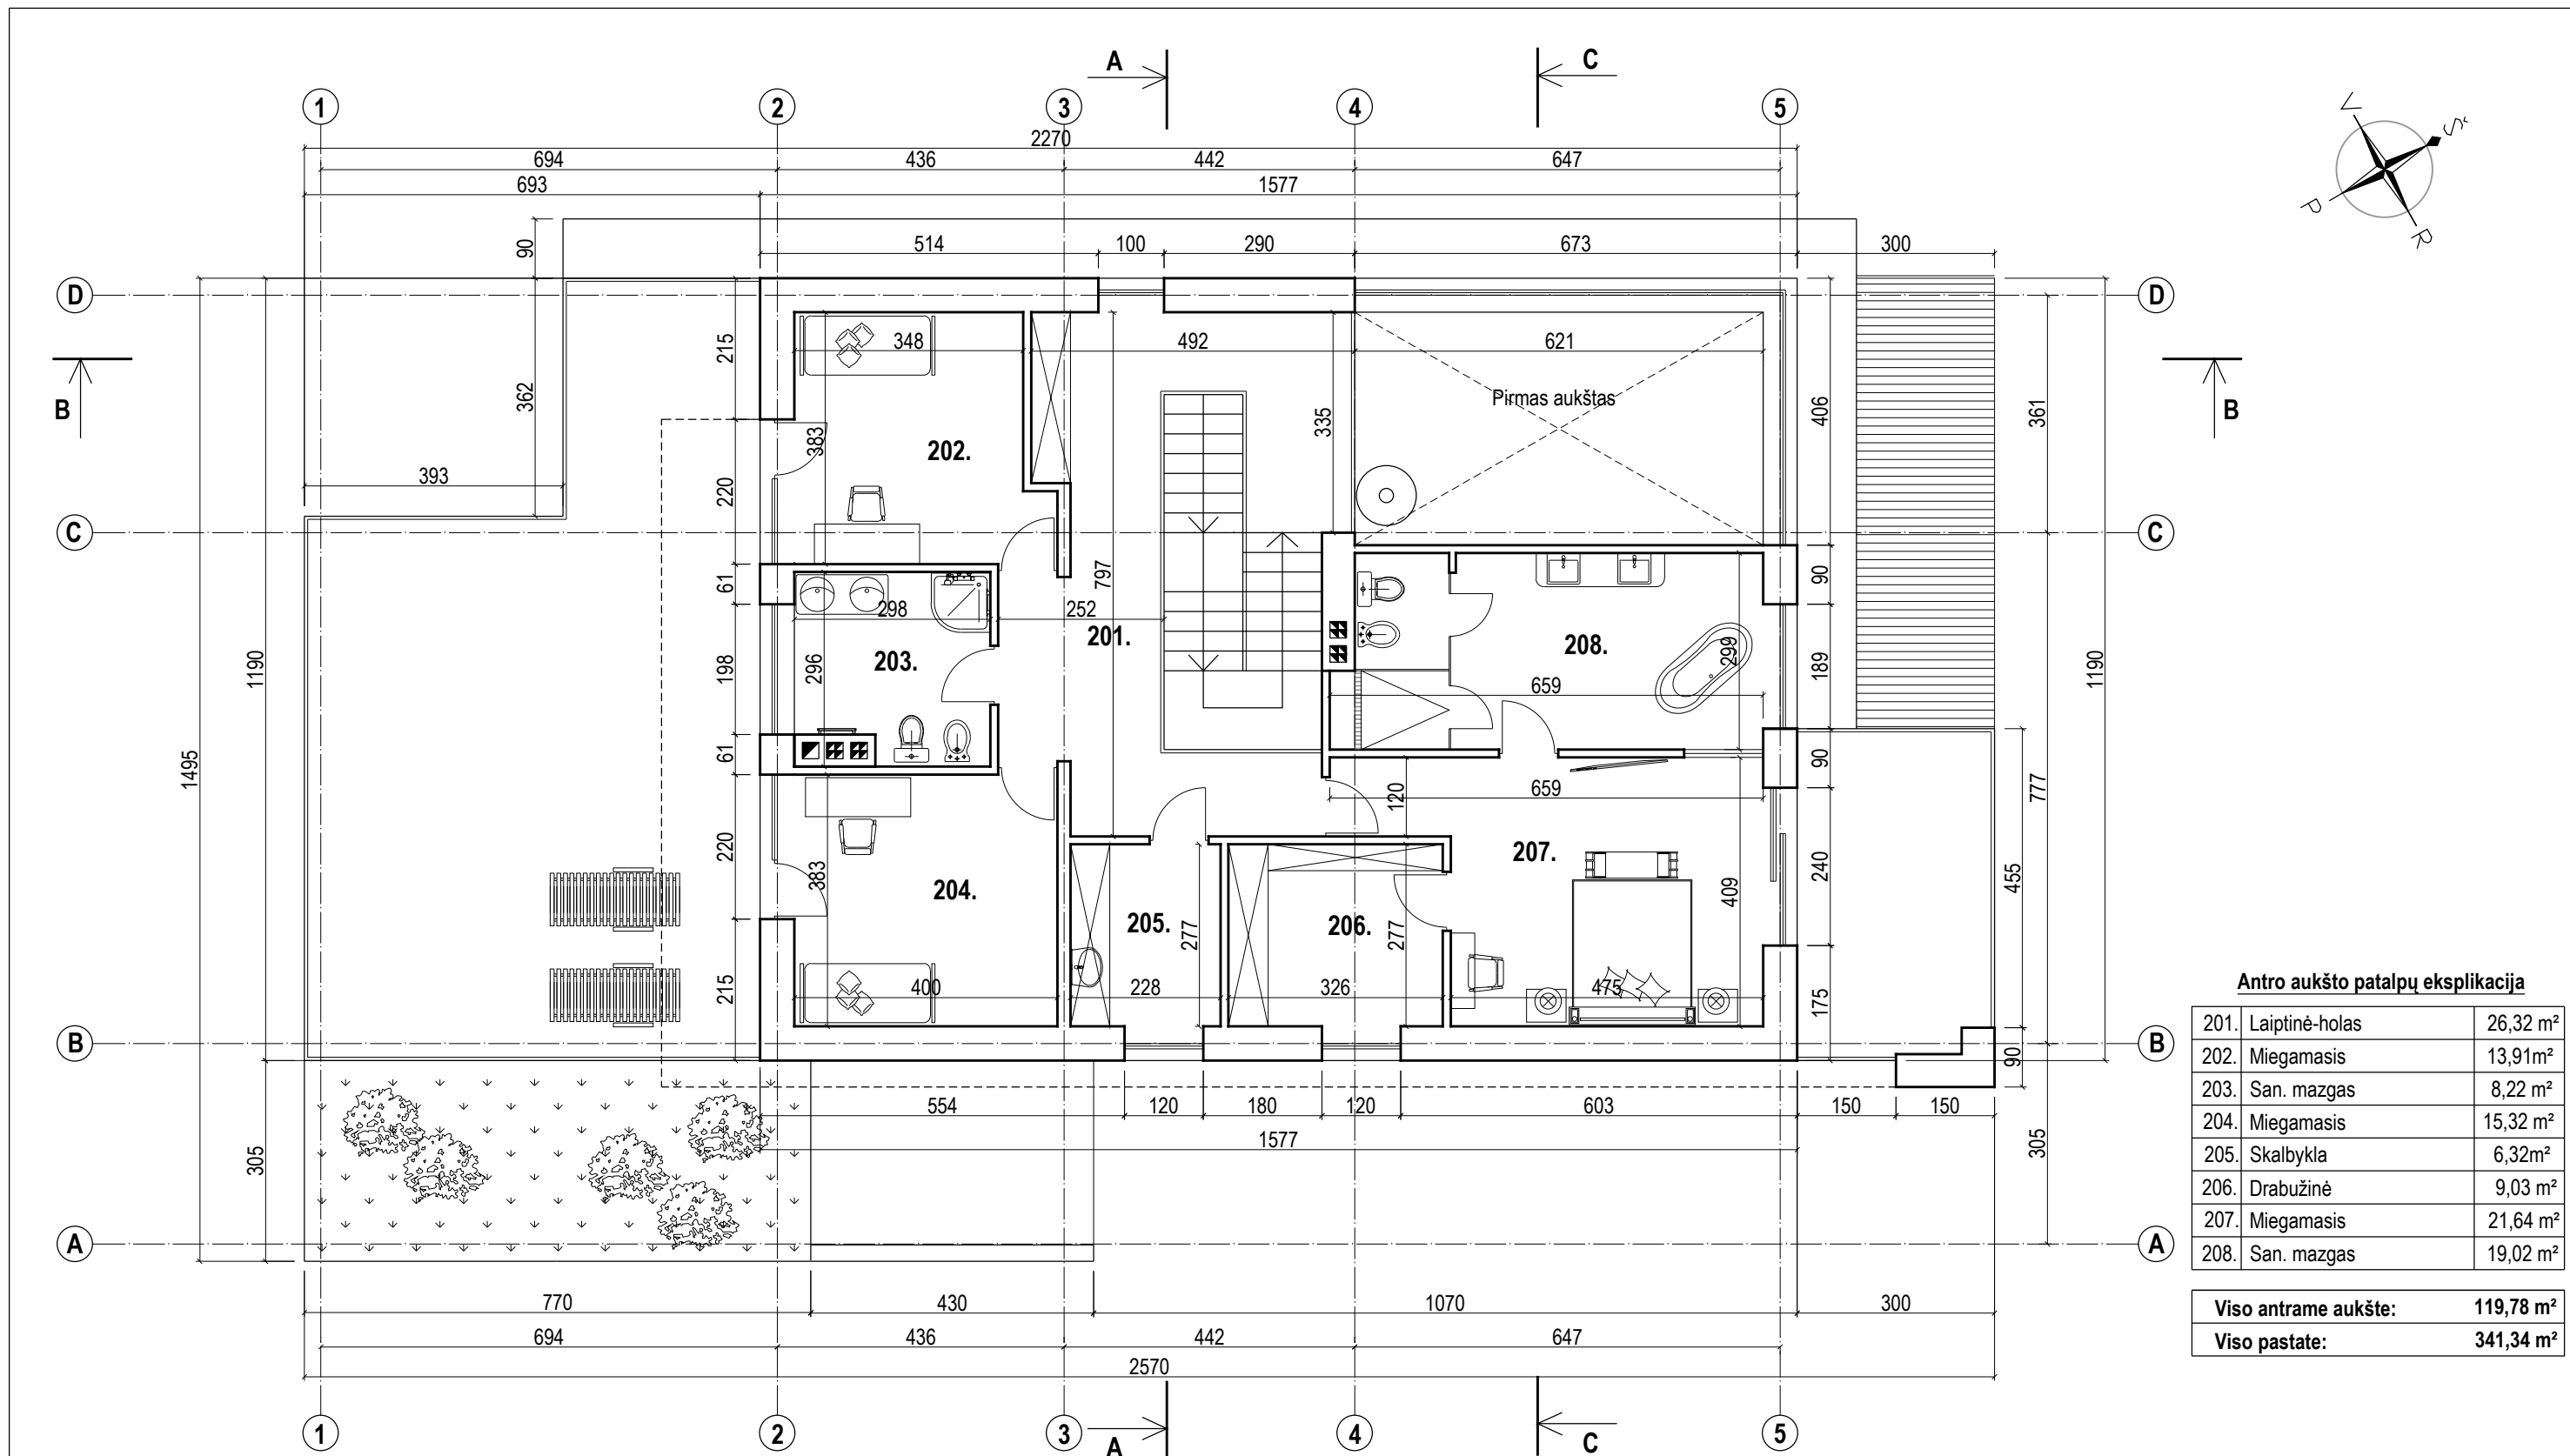 A C
1 2 3 4 5
V Š
P R
2270
694 436 442 647
693 1577
90 514 100 290 673 300
D D
215 348 492 621
B Pirmas aukštas B
362 383 335 406 361
202.
393 220
C C
61 298 252 797 90
201.
203. 208.
1190 198 296 299 189 1190
659
1495 61 90 777
659 120
220 383 207. 409 240 455
204.
205. 206.
277 277
215 400 228 326 475 175
B B
90
554 120 180 120 603 150 150
1577
305 305
A A
770 430 1070 300
694 436 442 647
2570
1 2 3 4 5
A C
Antro aukšto patalpų eksplikacija
201. Laiptinė-holas 26,32 m²
202. Miegamasis 13,91m²
203. San. mazgas 8,22 m²
204. Miegamasis 15,32 m²
205. Skalbykla 6,32m²
206. Drabužinė 9,03 m²
207. Miegamasis 21,64 m²
208. San. mazgas 19,02 m²
Viso antrame aukšte: 119,78 m²
Viso pastate: 341,34 m²